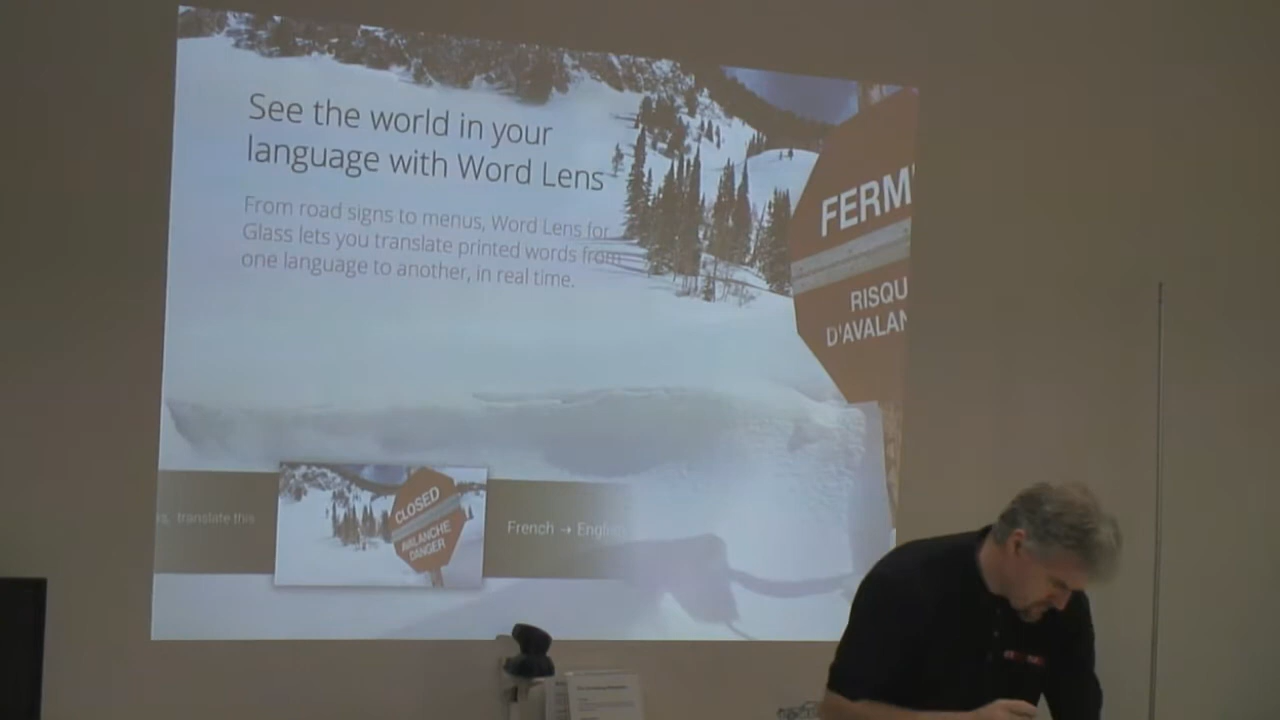 See the world in your
language with Word Lens
From road signs to menus, Word Lens for
Glass lets you translate printed words from
one language to another, in real time.
FERM
RISQU
D'AVALAN
translate this
CLOSED
AVALANCHE
DANGER
French → English